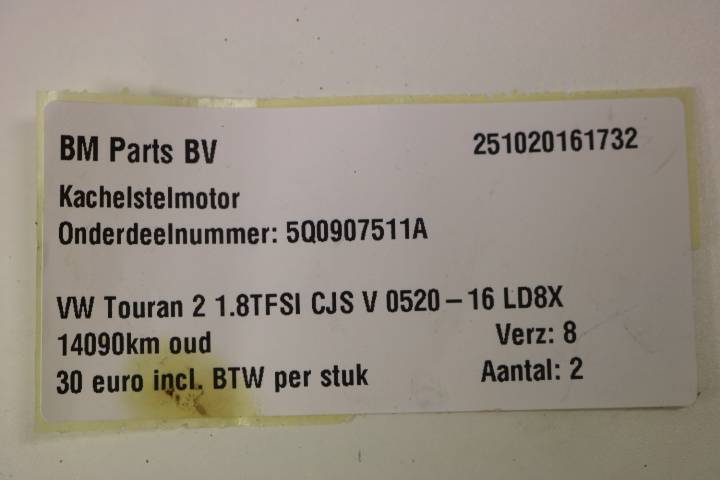 BM Parts BV 251020161732
Kachelstelmotor
Onderdeelnummer: 5Q0907511A
VW Touran 2 1.8TFSI CJS V 0520-16 LD8X
14090km oud Verz: 8
30 euro incl. BTW per stuk Aantal: 2